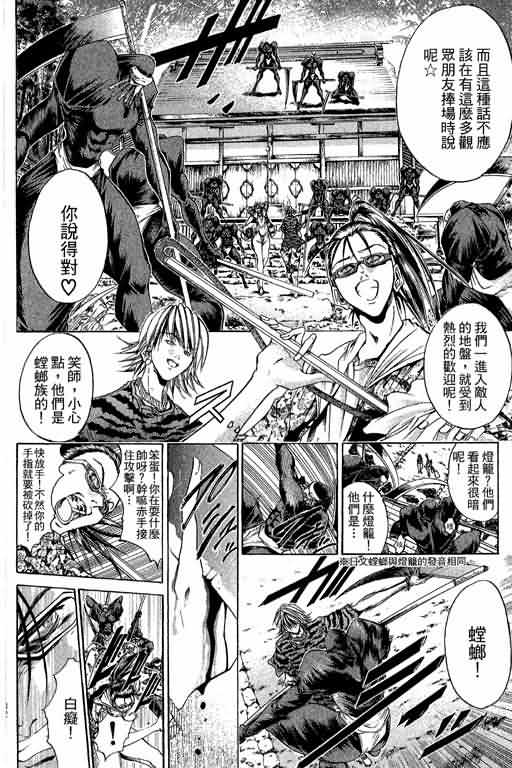 而且這種話不應
該在有這麼多觀
眾朋友捧場時說
呢☆
你說得對♡
我們一進入敵人
的地盤，就受到
熱烈的歡迎呢！
笑師，小心
點，他們是
螳螂族的！
燈籠？他們
看起來很暗
呢！
什麼燈籠！
他們是…
※日文螳螂與燈籠的發音相同。
笨蛋！你在耍什麼
帥呀？幹嘛赤手接
住攻擊啊…
快放手！不然你的
手指就要被砍掉了！
螳螂！
！
白癡！